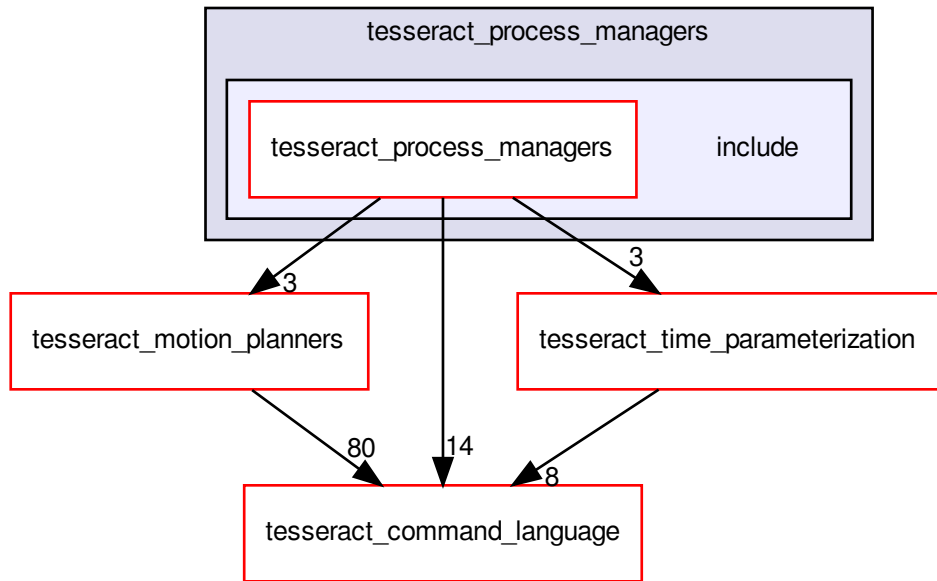 tesseract_process_managers
tesseract_process_managers
include
3
3
tesseract_motion_planners
tesseract_time_parameterization
80
14
8
tesseract_command_language